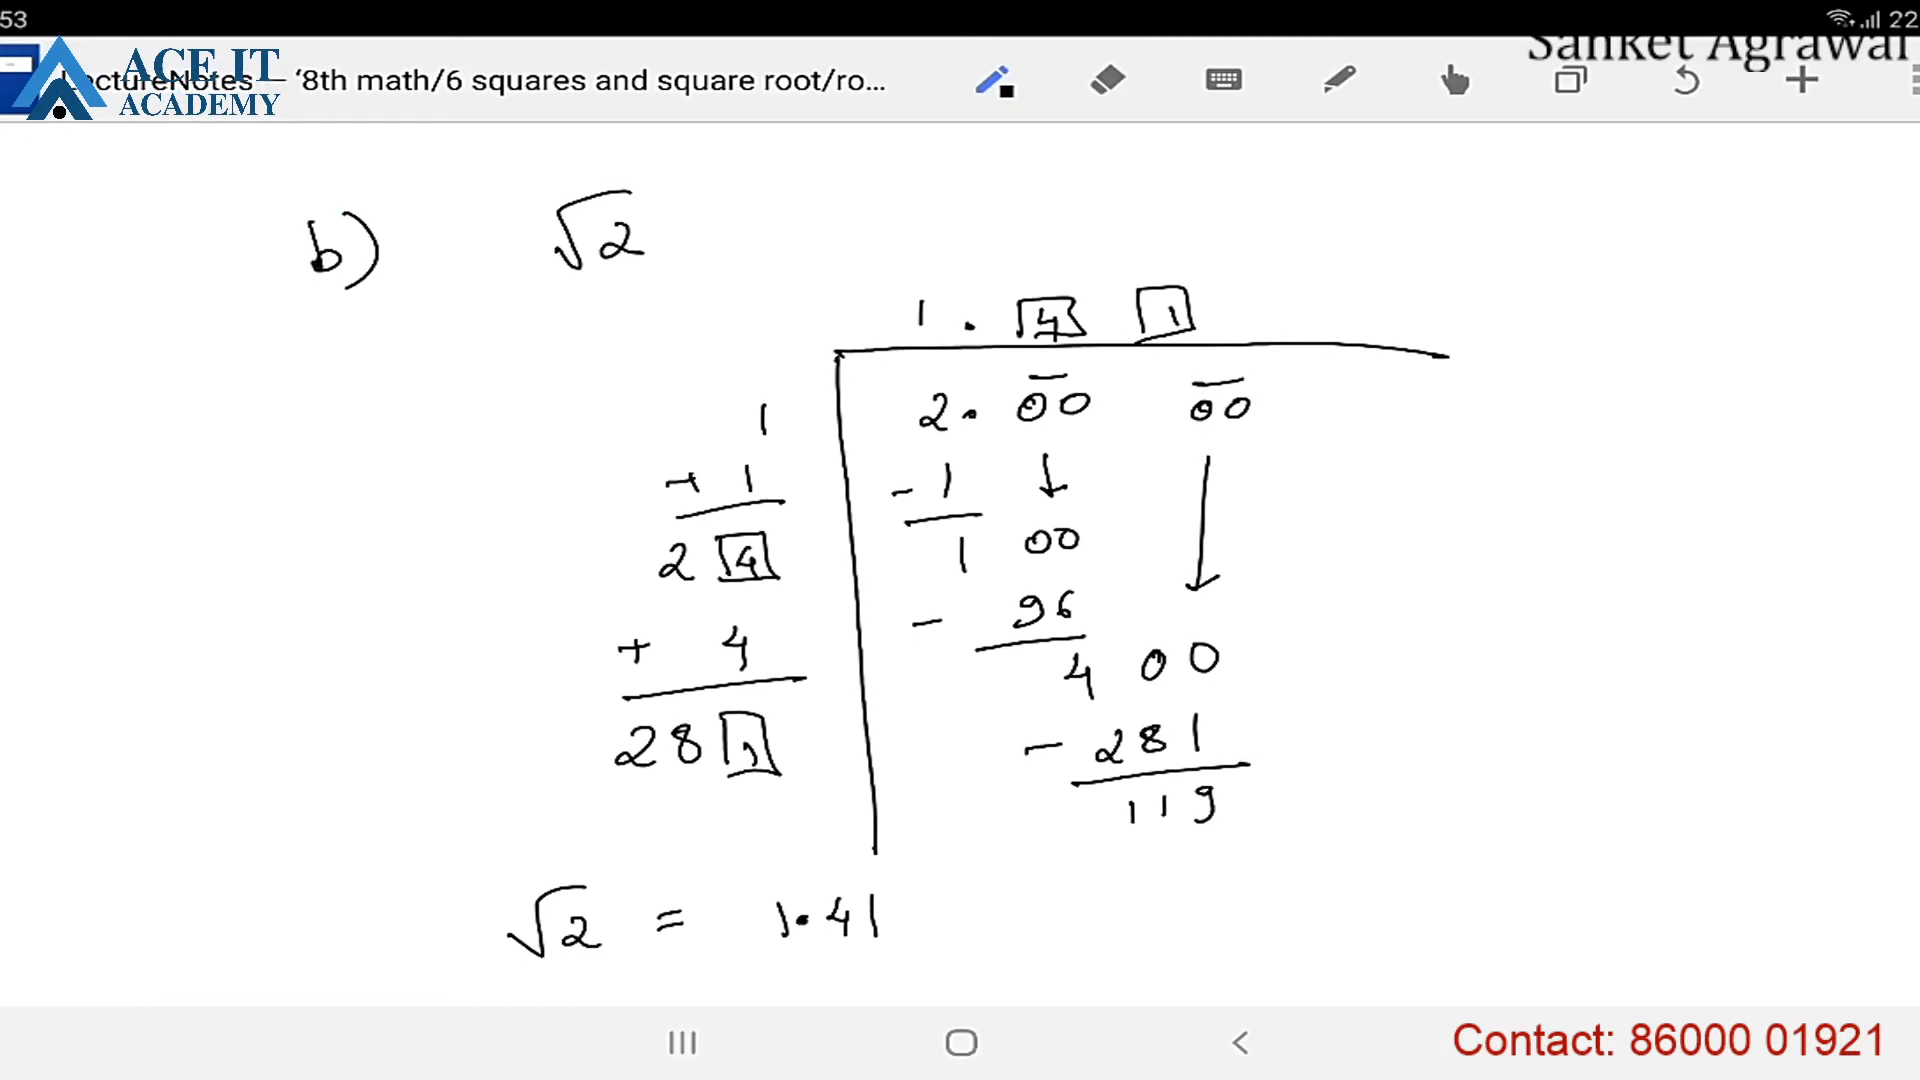 53
22
Sanket Agrawal
ACE IT
ACADEMY
LectureNotes – ‘8th math/6 squares and square root/ro...
b) √2
1 . 4 1
2. 00 00
1
+ 1
- 1
2 4
1 00
- 96
+ 4
4 00
28 1
- 281
119
√2 = 1.41
Contact: 86000 01921